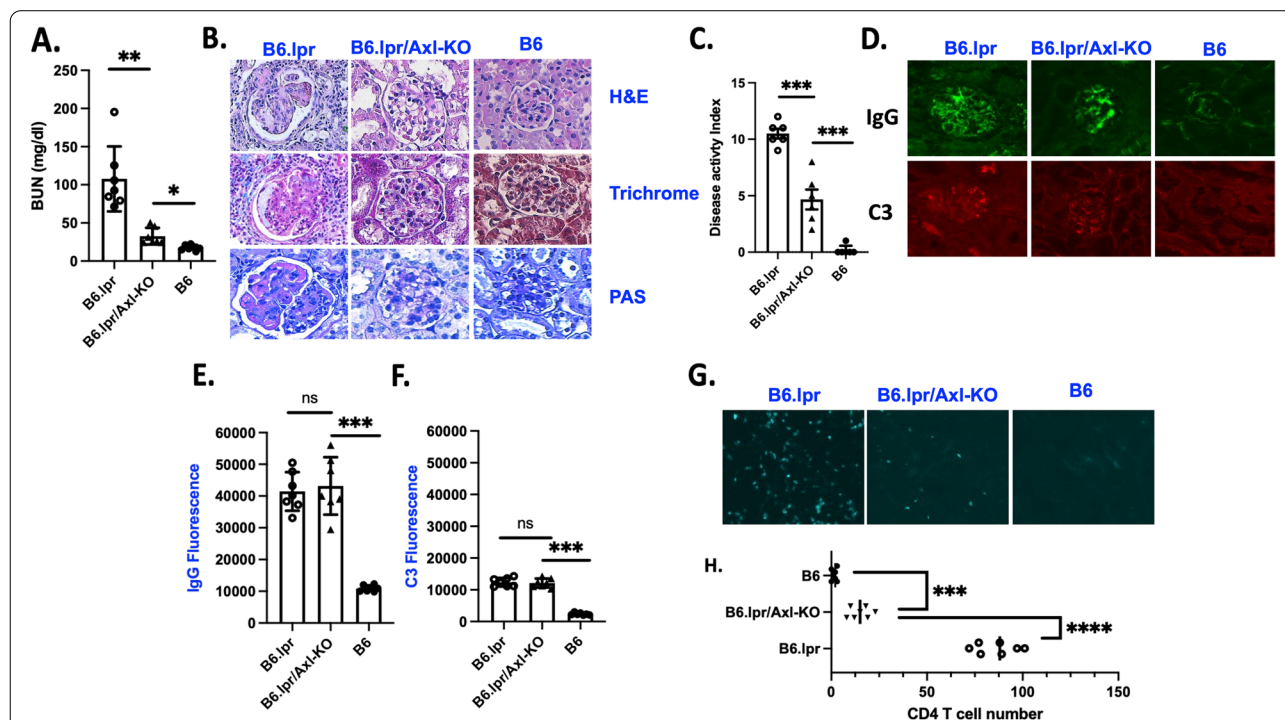 A.
**
*
BUN (mg/dl)
250
200
150
100
50
0
B6.lpr
B6.lpr/Axl-KO
B6
B.
B6.lpr
B6.lpr/Axl-KO
B6
H&E
Trichrome
PAS
C.
***
***
Disease activty Index
15
10
5
0
B6.lpr
B6.lpr/Axl-KO
B6
D.
B6.lpr
B6.lpr/Axl-KO
B6
IgG
C3
E.
ns
***
IgG Fluorescence
60000
50000
40000
30000
20000
10000
0
B6.lpr
B6.lpr/Axl-KO
B6
F.
ns
***
C3 Fluorescence
60000
50000
40000
30000
20000
10000
0
B6.lpr
B6.lpr/Axl-KO
B6
G.
B6.lpr
B6.lpr/Axl-KO
B6
H.
B6
B6.lpr/Axl-KO
B6.lpr
***
****
0
50
100
150
CD4 T cell number